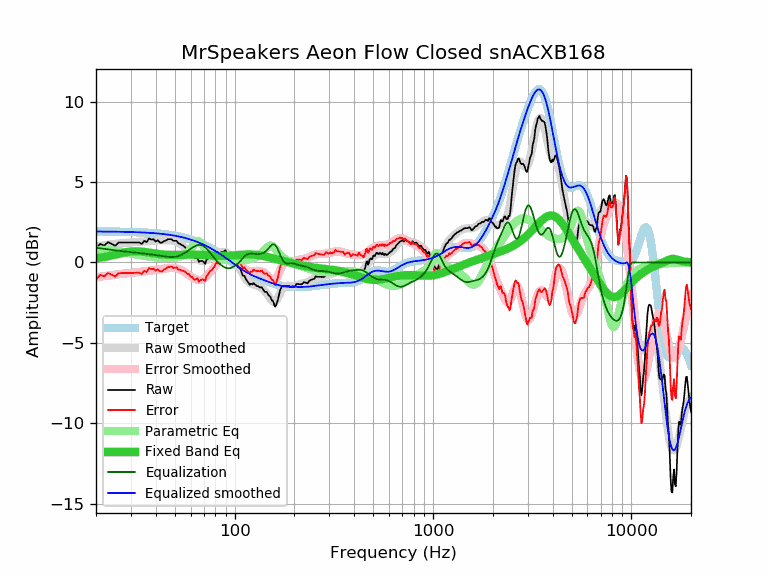 MrSpeakers Aeon Flow Closed snACXB168
10
5
0
−5
−10
−15
Amplitude (dBr)
Target
Raw Smoothed
Error Smoothed
Raw
Error
Parametric Eq
Fixed Band Eq
Equalization
Equalized smoothed
100
1000
10000
Frequency (Hz)